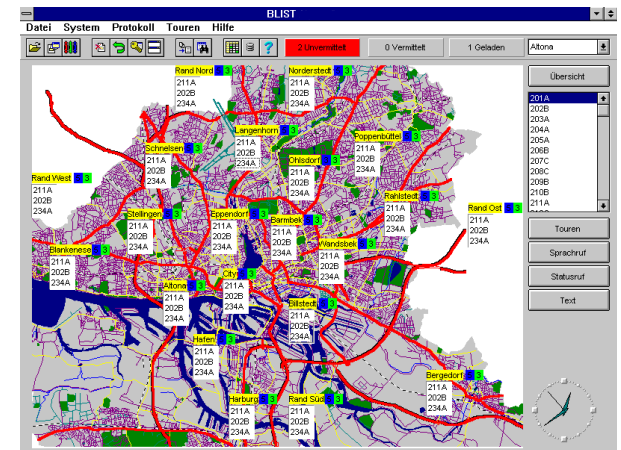 BLIST
Datei System Protokoll Touren Hilfe
2 Unvermittelt 0 Vermittelt 1 Geladen Altona
Rand Nord 3
211A
202B
234A
Norderstedt 3
211A
202B
234A
Langenhorn 3
211A
202B
234A
Poppenbüttel 3
211A
202B
234A
Schnelsen 3
211A
202B
234A
Ohlsdorf 3
211A
202B
234A
Rand West 3
211A
202B
234A
Rahlstedt 3
211A
202B
234A
Rand Ost 3
211A
202B
234A
Stellingen 3
211A
202B
234A
Eppendorf 3
211A
202B
234A
Barmbek 3
211A
202B
234A
Wandsbek 3
211A
202B
234A
Blankenese 3
211A
202B
234A
Altona 3
211A
202B
234A
City 3
211A
202B
234A
Billstedt 3
211A
202B
234A
Hafen 3
211A
202B
234A
Bergedorf 3
211A
202B
234A
Harburg 3
211A
202B
234A
Rand Süd 3
211A
202B
234A
Übersicht
201A
202B
203A
204A
205A
206B
207C
208C
209B
210B
211A
Touren
Sprachruf
Statusruf
Text